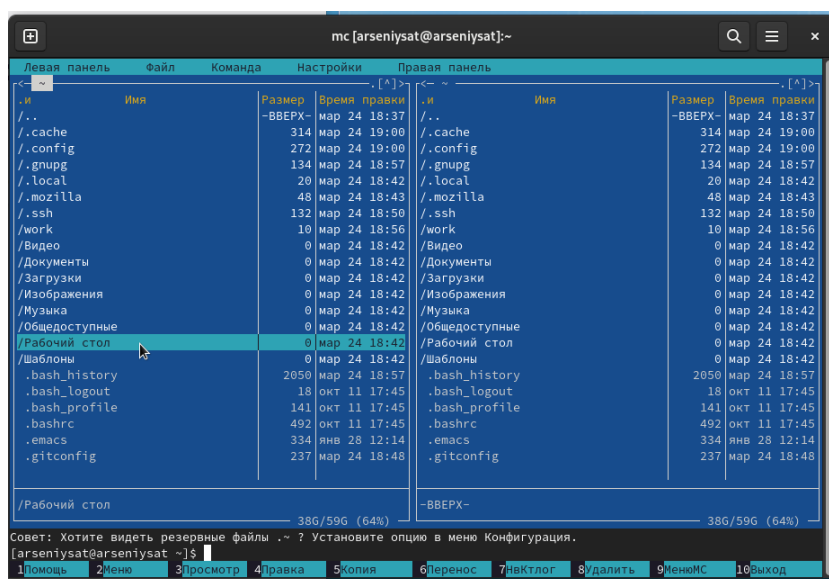 mc [arseniysat@arseniysat]:~
Левая панель Файл Команда Настройки Правая панель
<- ~ .[^]> <- ~ .[^]>
.и Имя Размер Время правки .и Имя Размер Время правки
/.. -ВВЕРХ- мар 24 18:37 /.. -ВВЕРХ- мар 24 18:37
/.cache 314 мар 24 19:00 /.cache 314 мар 24 19:00
/.config 272 мар 24 19:00 /.config 272 мар 24 19:00
/.gnupg 134 мар 24 18:57 /.gnupg 134 мар 24 18:57
/.local 20 мар 24 18:42 /.local 20 мар 24 18:42
/.mozilla 48 мар 24 18:43 /.mozilla 48 мар 24 18:43
/.ssh 132 мар 24 18:50 /.ssh 132 мар 24 18:50
/work 10 мар 24 18:56 /work 10 мар 24 18:56
/Видео 0 мар 24 18:42 /Видео 0 мар 24 18:42
/Документы 0 мар 24 18:42 /Документы 0 мар 24 18:42
/Загрузки 0 мар 24 18:42 /Загрузки 0 мар 24 18:42
/Изображения 0 мар 24 18:42 /Изображения 0 мар 24 18:42
/Музыка 0 мар 24 18:42 /Музыка 0 мар 24 18:42
/Общедоступные 0 мар 24 18:42 /Общедоступные 0 мар 24 18:42
/Рабочий стол 0 мар 24 18:42 /Рабочий стол 0 мар 24 18:42
/Шаблоны 0 мар 24 18:42 /Шаблоны 0 мар 24 18:42
.bash_history 2050 мар 24 18:57 .bash_history 2050 мар 24 18:57
.bash_logout 18 окт 11 17:45 .bash_logout 18 окт 11 17:45
.bash_profile 141 окт 11 17:45 .bash_profile 141 окт 11 17:45
.bashrc 492 окт 11 17:45 .bashrc 492 окт 11 17:45
.emacs 334 янв 28 12:14 .emacs 334 янв 28 12:14
.gitconfig 237 мар 24 18:48 .gitconfig 237 мар 24 18:48
/Рабочий стол -ВВЕРХ-
38G/59G (64%) 38G/59G (64%)
Совет: Хотите видеть резервные файлы .~ ? Установите опцию в меню Конфигурация.
[arseniysat@arseniysat ~]$
1Помощь 2Меню 3Просмотр 4Правка 5Копия 6Перенос 7НвКтлог 8Удалить 9МенюМС 10Выход